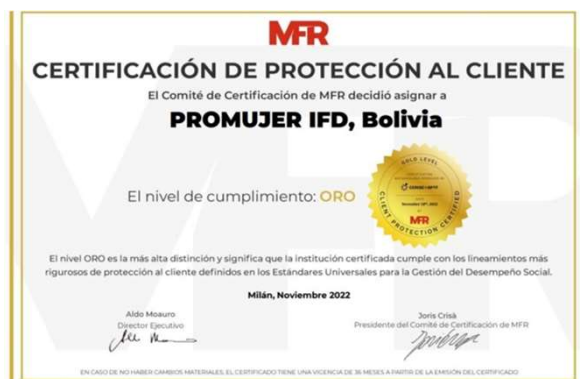 MFR
CERTIFICACIÓN DE PROTECCIÓN AL CLIENTE
El Comité de Certificación de MFR decidió asignar a
PROMUJER IFD, Bolivia
El nivel de cumplimiento: ORO
GOLD LEVEL
MFR
CLIENT PROTECTION CERTIFIED
El nivel ORO es la más alta distinción y significa que la institución certificada cumple con los lineamientos más
rigurosos de protección al cliente definidos en los Estándares Universales para la Gestión del Desempeño Social.
Milán, Noviembre 2022
Aldo Moauro
Director Ejecutivo
Joris Crisà
Presidente del Comité de Certificación de MFR
EN CASO DE NO HABER CAMBIOS MATERIALES, EL CERTIFICADO TIENE UNA VIGENCIA DE 36 MESES A PARTIR DE LA EMISIÓN DEL CERTIFICADO